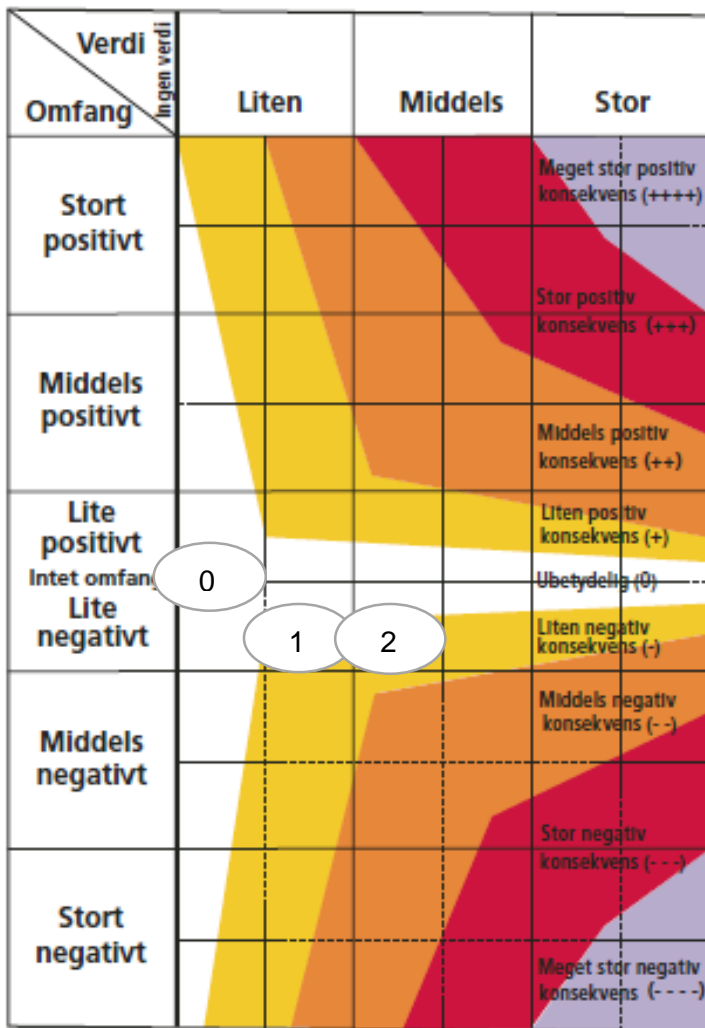 Verdi
Omfang
Ingen verdi
Liten
Middels
Stor
Stort
positivt
Meget stor positiv
konsekvens (++++)
Stor positiv
konsekvens (+++)
Middels
positivt
Middels positiv
konsekvens (++)
Lite
positivt
Liten positiv
konsekvens (+)
Intet omfang
0
Ubetydelig (0)
Lite
negativt
1
2
Liten negativ
konsekvens (-)
Middels
negativt
Middels negativ
konsekvens (- -)
Stor negativ
konsekvens (- - -)
Stort
negativt
Meget stor negativ
konsekvens (- - - -)